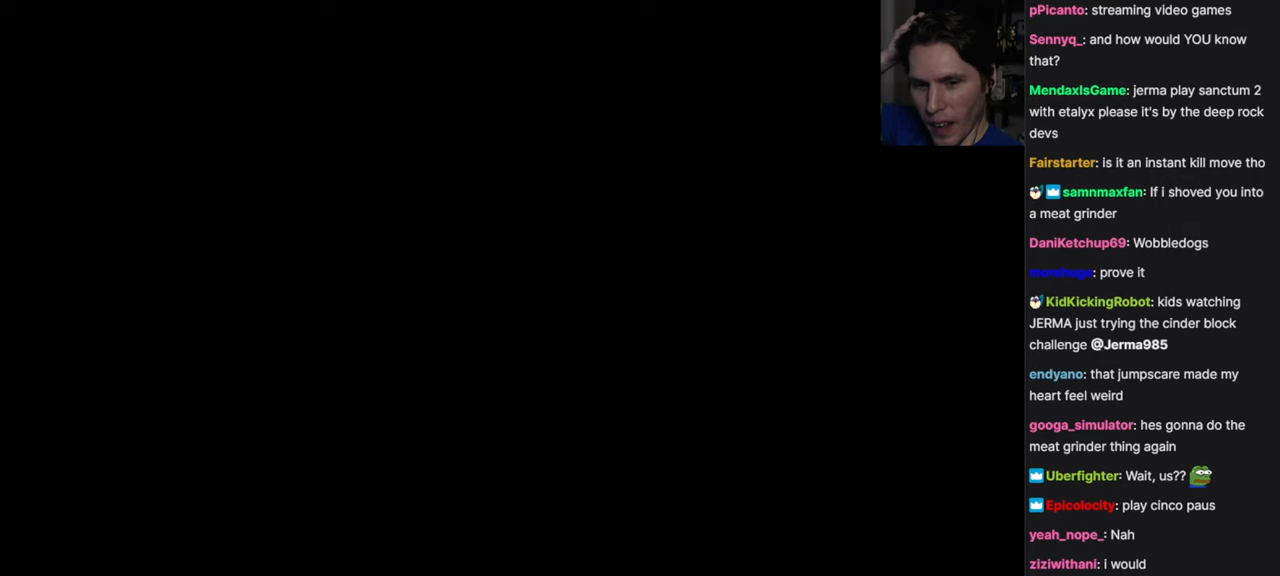 pPicanto: streaming video games
Sennyq_: and how would YOU know
that?
MendaxIsGame: jerma play sanctum 2
with etalyx please it's by the deep rock
devs
Fairstarter: is it an instant kill move tho
samnmaxfan: If i shoved you into
a meat grinder
DaniKetchup69: Wobbledogs
: prove it
KidKickingRobot: kids watching
JERMA just trying the cinder block
challenge @Jerma985
endyano: that jumpscare made my
heart feel weird
googa_simulator: hes gonna do the
meat grinder thing again
Uberfighter: Wait, us??
Epicolocity: play cinco paus
yeah_nope_: Nah
ziziwithani: i would